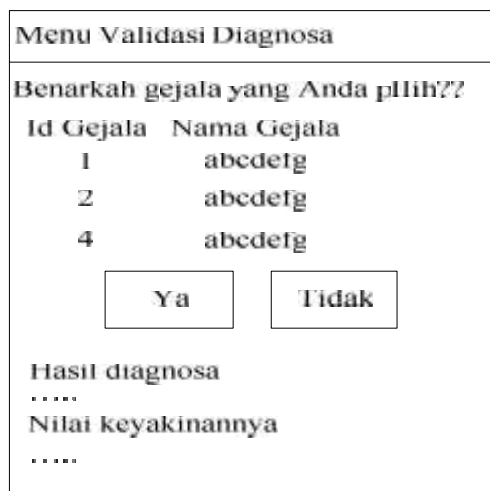 Menu Validasi Diagnosa
Benarkah gejala yang Anda pIlih??
Id Gejala Nama Gejala
1 abcdefg
2 abcdefg
4 abcdefg
Ya Tidak
Hasil diagnosa
.....
Nilai keyakinannya
.....